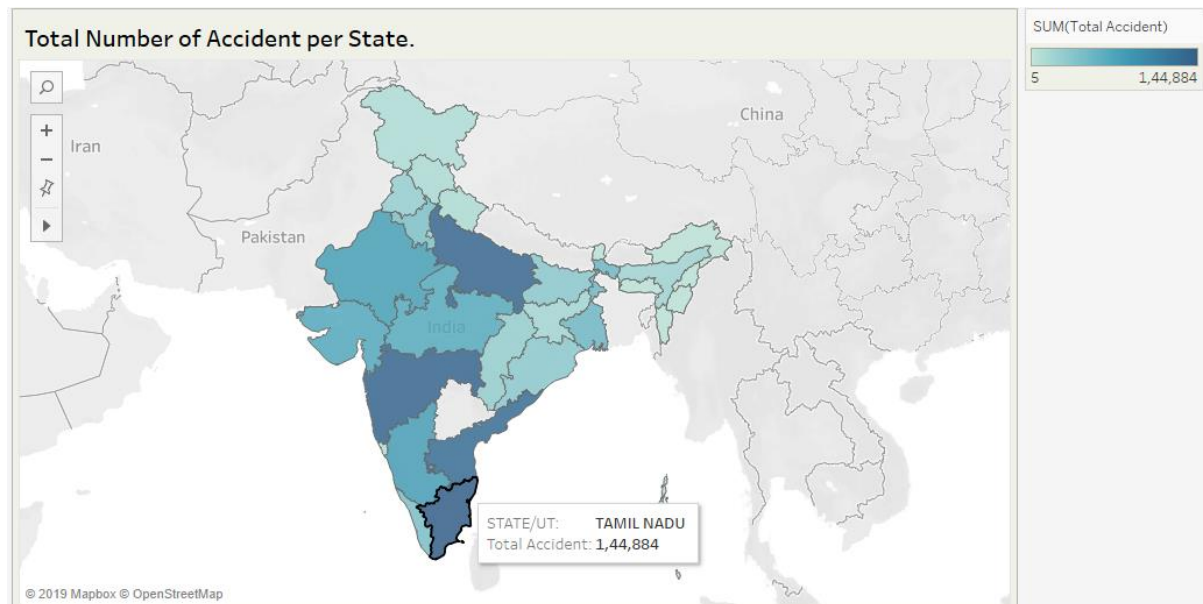 Total Number of Accident per State.
SUM(Total Accident)
5 1,44,884
China
Iran
Pakistan
India
STATE/UT: TAMIL NADU
Total Accident: 1,44,884
© 2019 Mapbox © OpenStreetMap